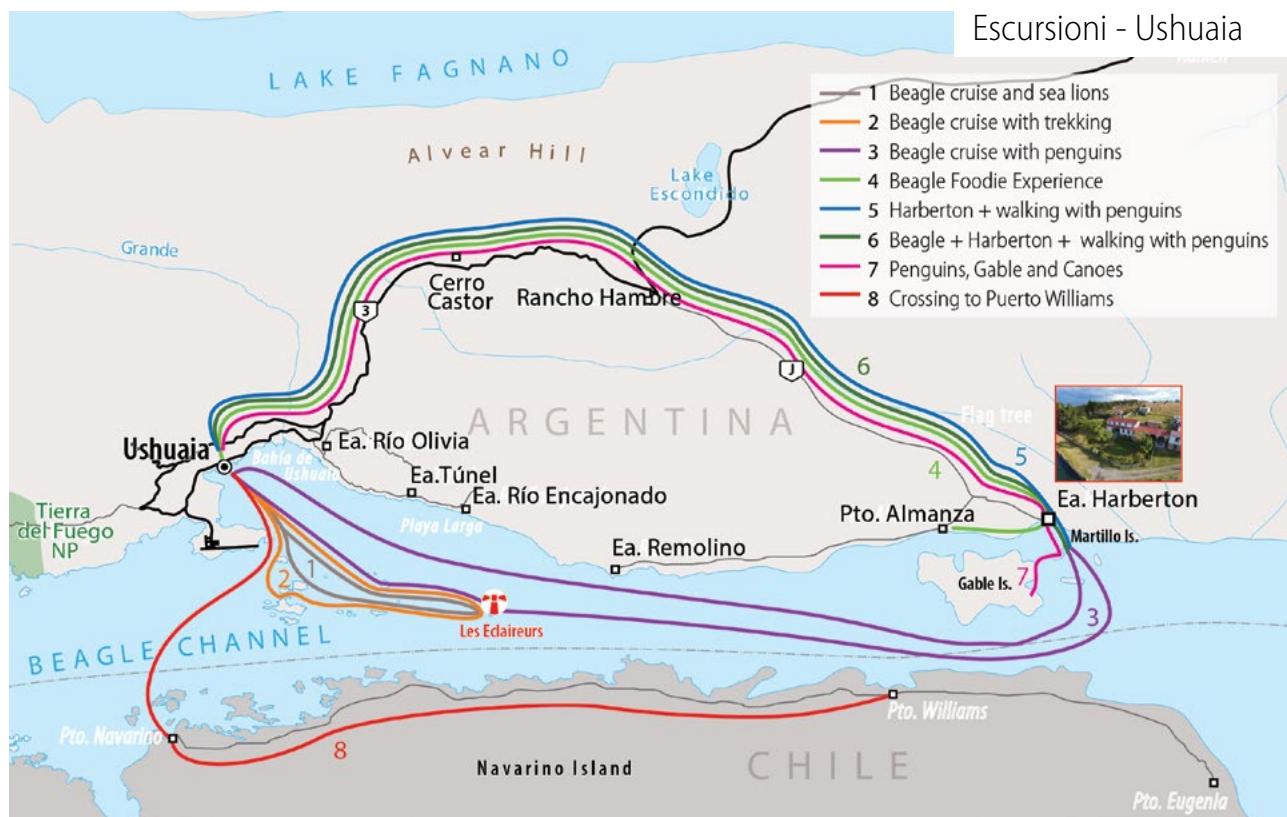 Escursioni - Ushuaia
1 Beagle cruise and sea lions
2 Beagle cruise with trekking
3 Beagle cruise with penguins
4 Beagle Foodie Experience
5 Harberton + walking with penguins
6 Beagle + Harberton + walking with penguins
7 Penguins, Gable and Canoes
8 Crossing to Puerto Williams
LAKE FAGNANO
Alvear Hill
Lake
Escondido
Grande
Cerro
Castor
Rancho Hambre
3
J
6
ARGENTINA
Flag tree
Ushuaia
Bahía de
Ushuaia
Ea. Río Olivia
Ea.Túnel
Ea. Río Encajonado
Playa Larga
4
5
Ea. Harberton
Pto. Almanza
Martillo Is.
Tierra
del Fuego
NP
Ea. Remolino
Gable Is.
7
1
2
3
Les Eclaireurs
BEAGLE CHANNEL
Pto. Navarino
Pto. Williams
8
Navarino Island
CHILE
Pto. Eugenia